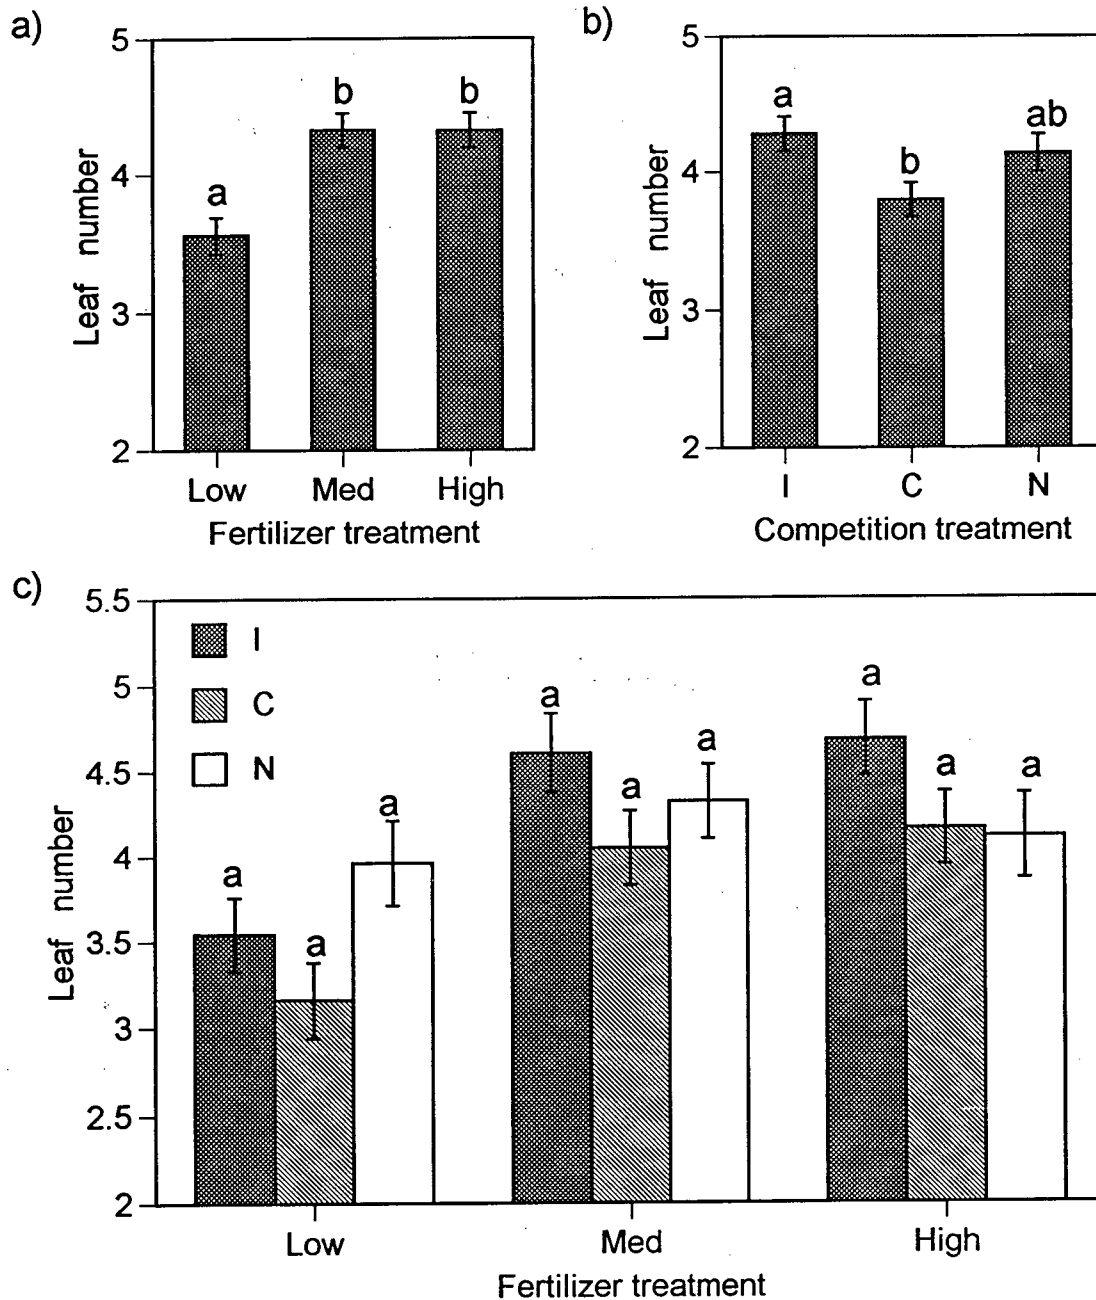 a)
5
4
3
2
Leaf number
a
b
b
Low Med High
Fertilizer treatment
b)
5
4
3
2
Leaf number
a
b
ab
I C N
Competition treatment
c)
5.5
5
4.5
4
3.5
3
2.5
2
Leaf number
I
C
N
a
a
a
a
a
a
a
a
a
Low Med High
Fertilizer treatment